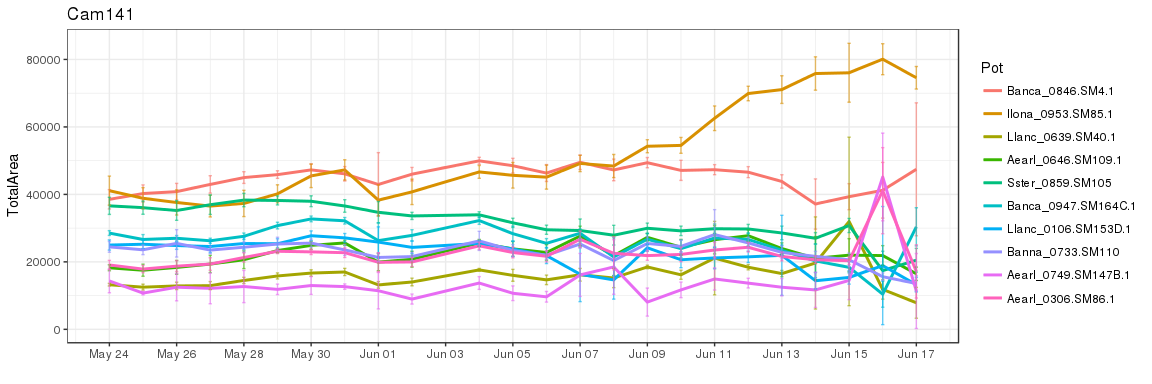 Cam141
TotalArea
80000
60000
40000
20000
0
May 24 May 26 May 28 May 30 Jun 01 Jun 03 Jun 05 Jun 07 Jun 09 Jun 11 Jun 13 Jun 15 Jun 17
Pot
Banca_0846.SM4.1
Ilona_0953.SM85.1
Llanc_0639.SM40.1
Aearl_0646.SM109.1
Sster_0859.SM105
Banca_0947.SM164C.1
Llanc_0106.SM153D.1
Banna_0733.SM110
Aearl_0749.SM147B.1
Aearl_0306.SM86.1